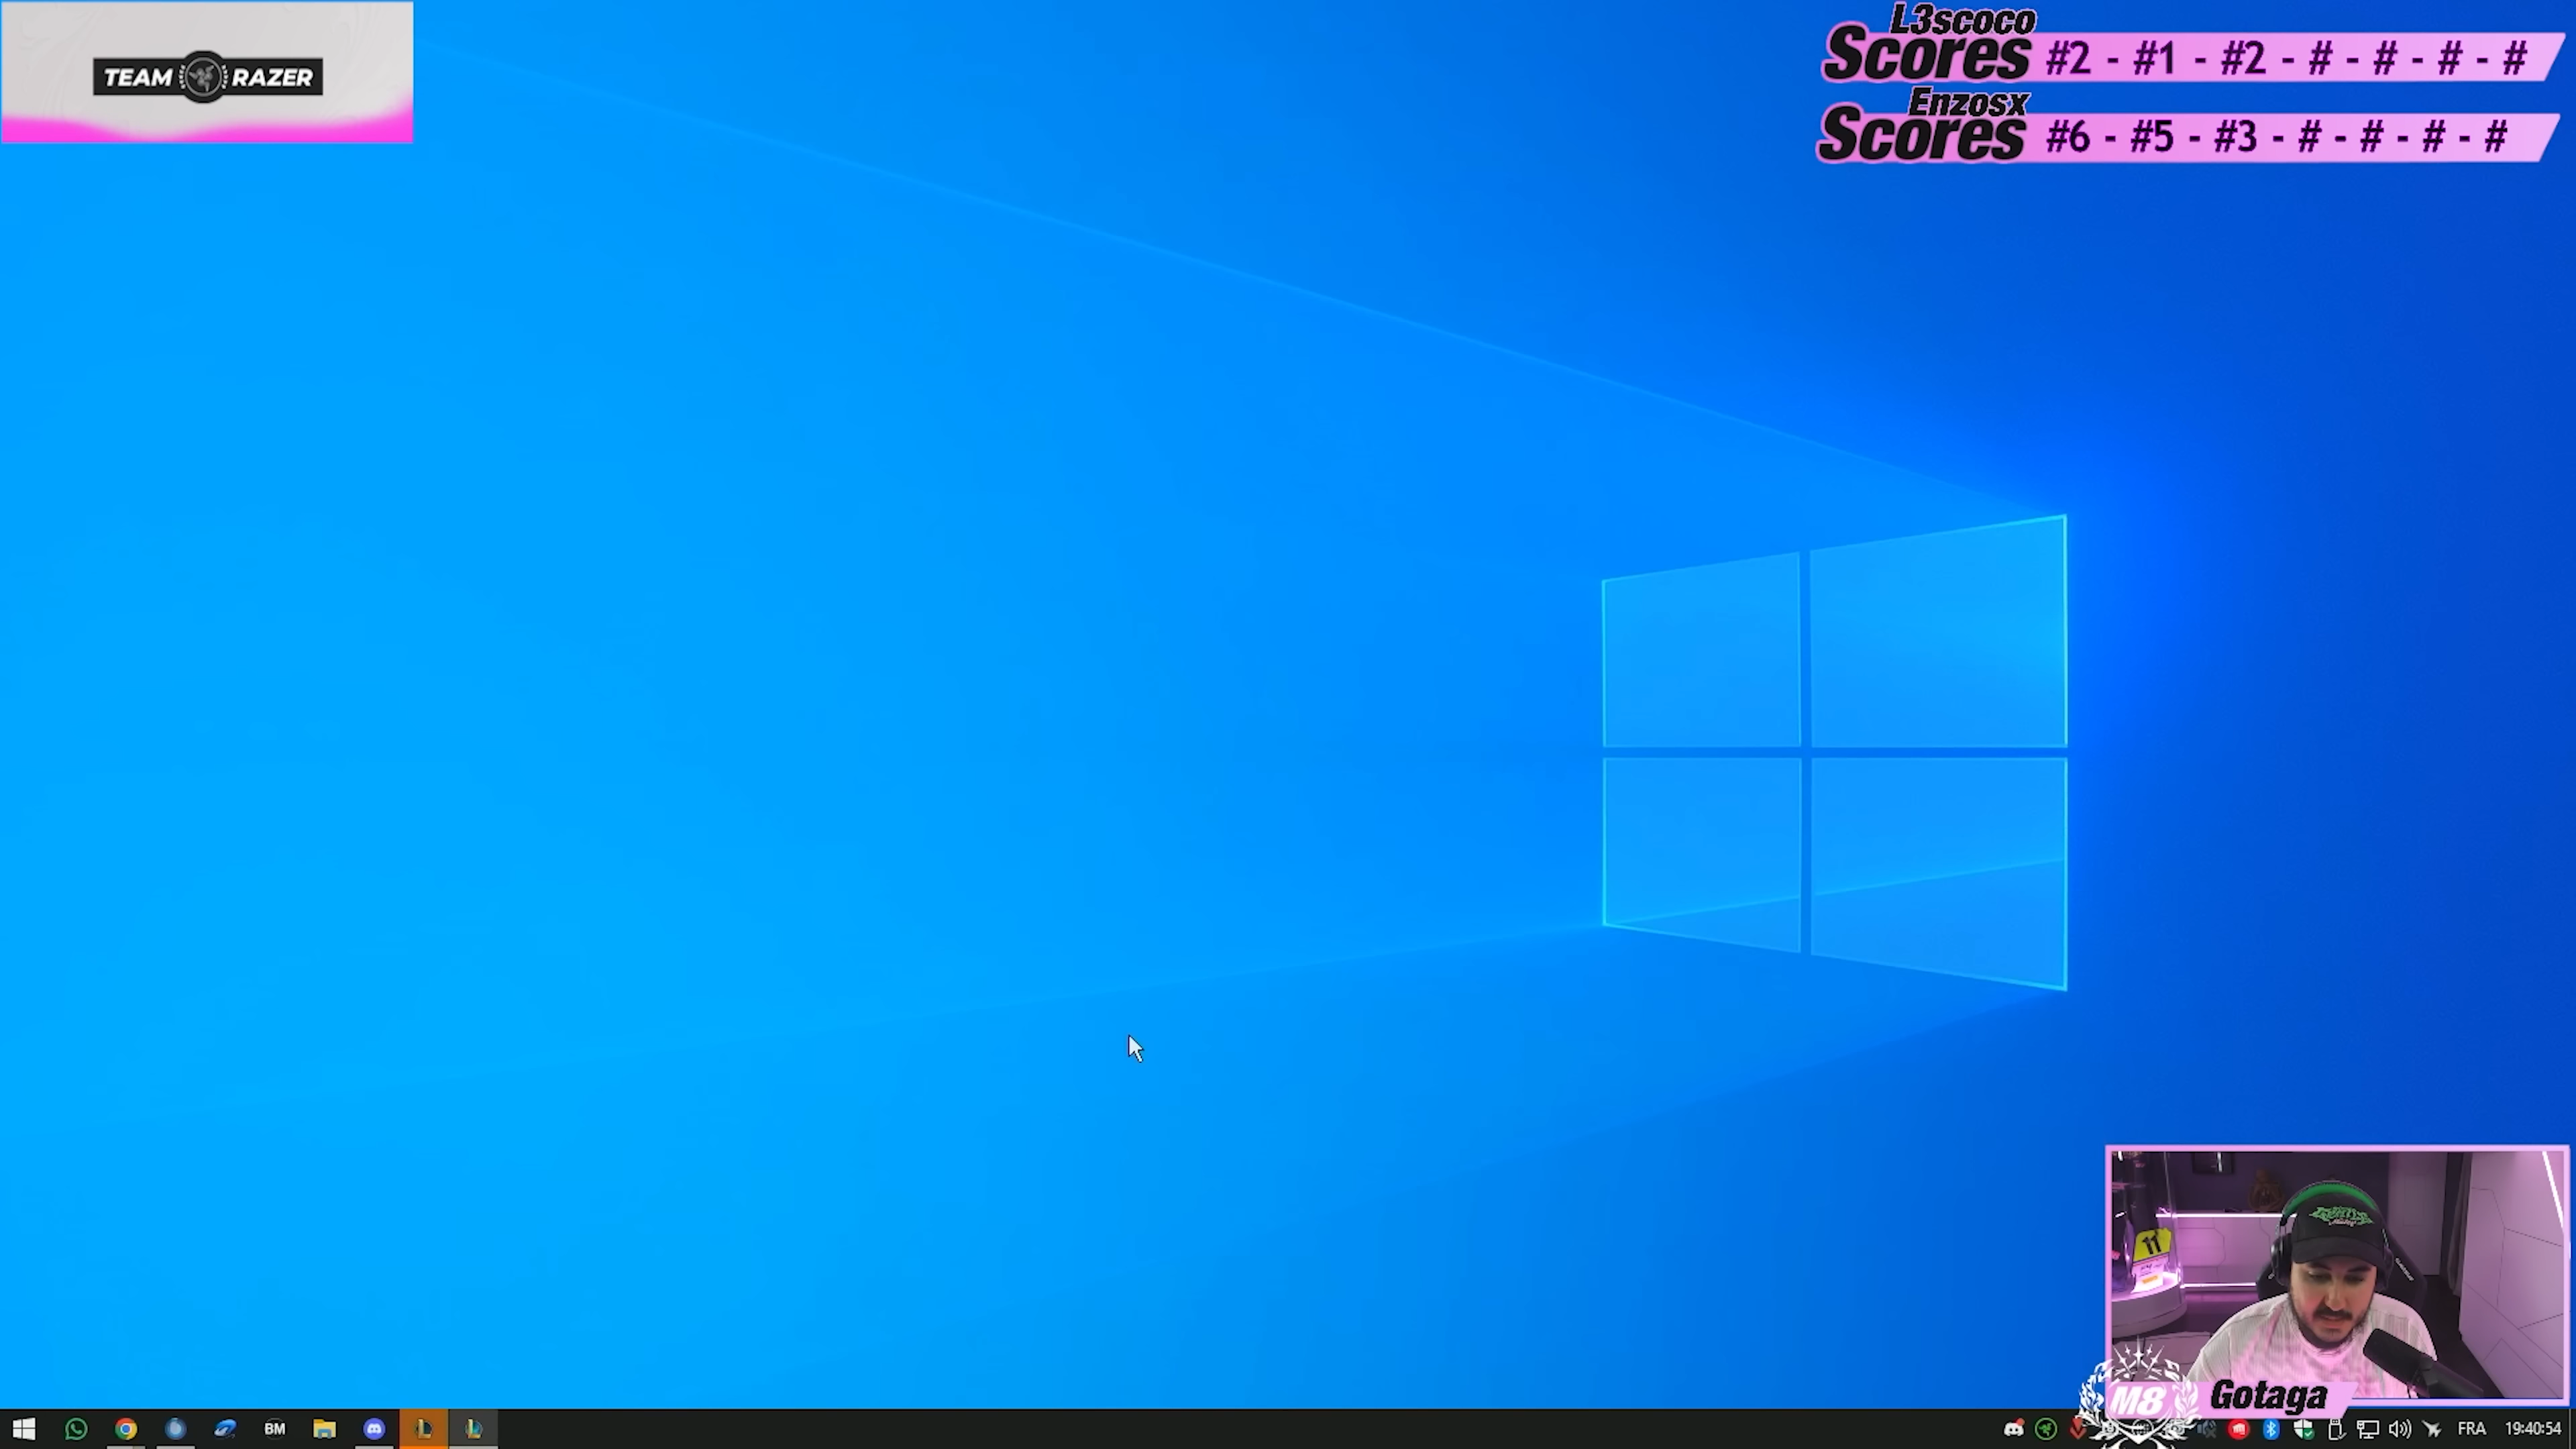 TEAM RAZER
L3scoco
Scores #2 - #1 - #2 - # - # - # - #
Enzosx
Scores #6 - #5 - #3 - # - # - # - #
11
M8 Gotaga
BM
FRA 19:40:54